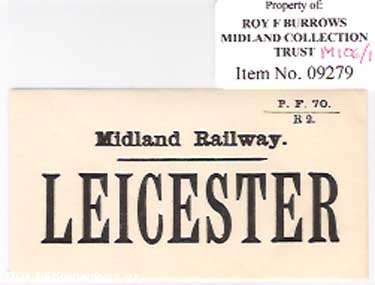 Property of:
ROY F BURROWS
MIDLAND COLLECTION
TRUST M106/1
Item No. 09279
P. F. 70.
R 2.
Midland Railway.
LEICESTER